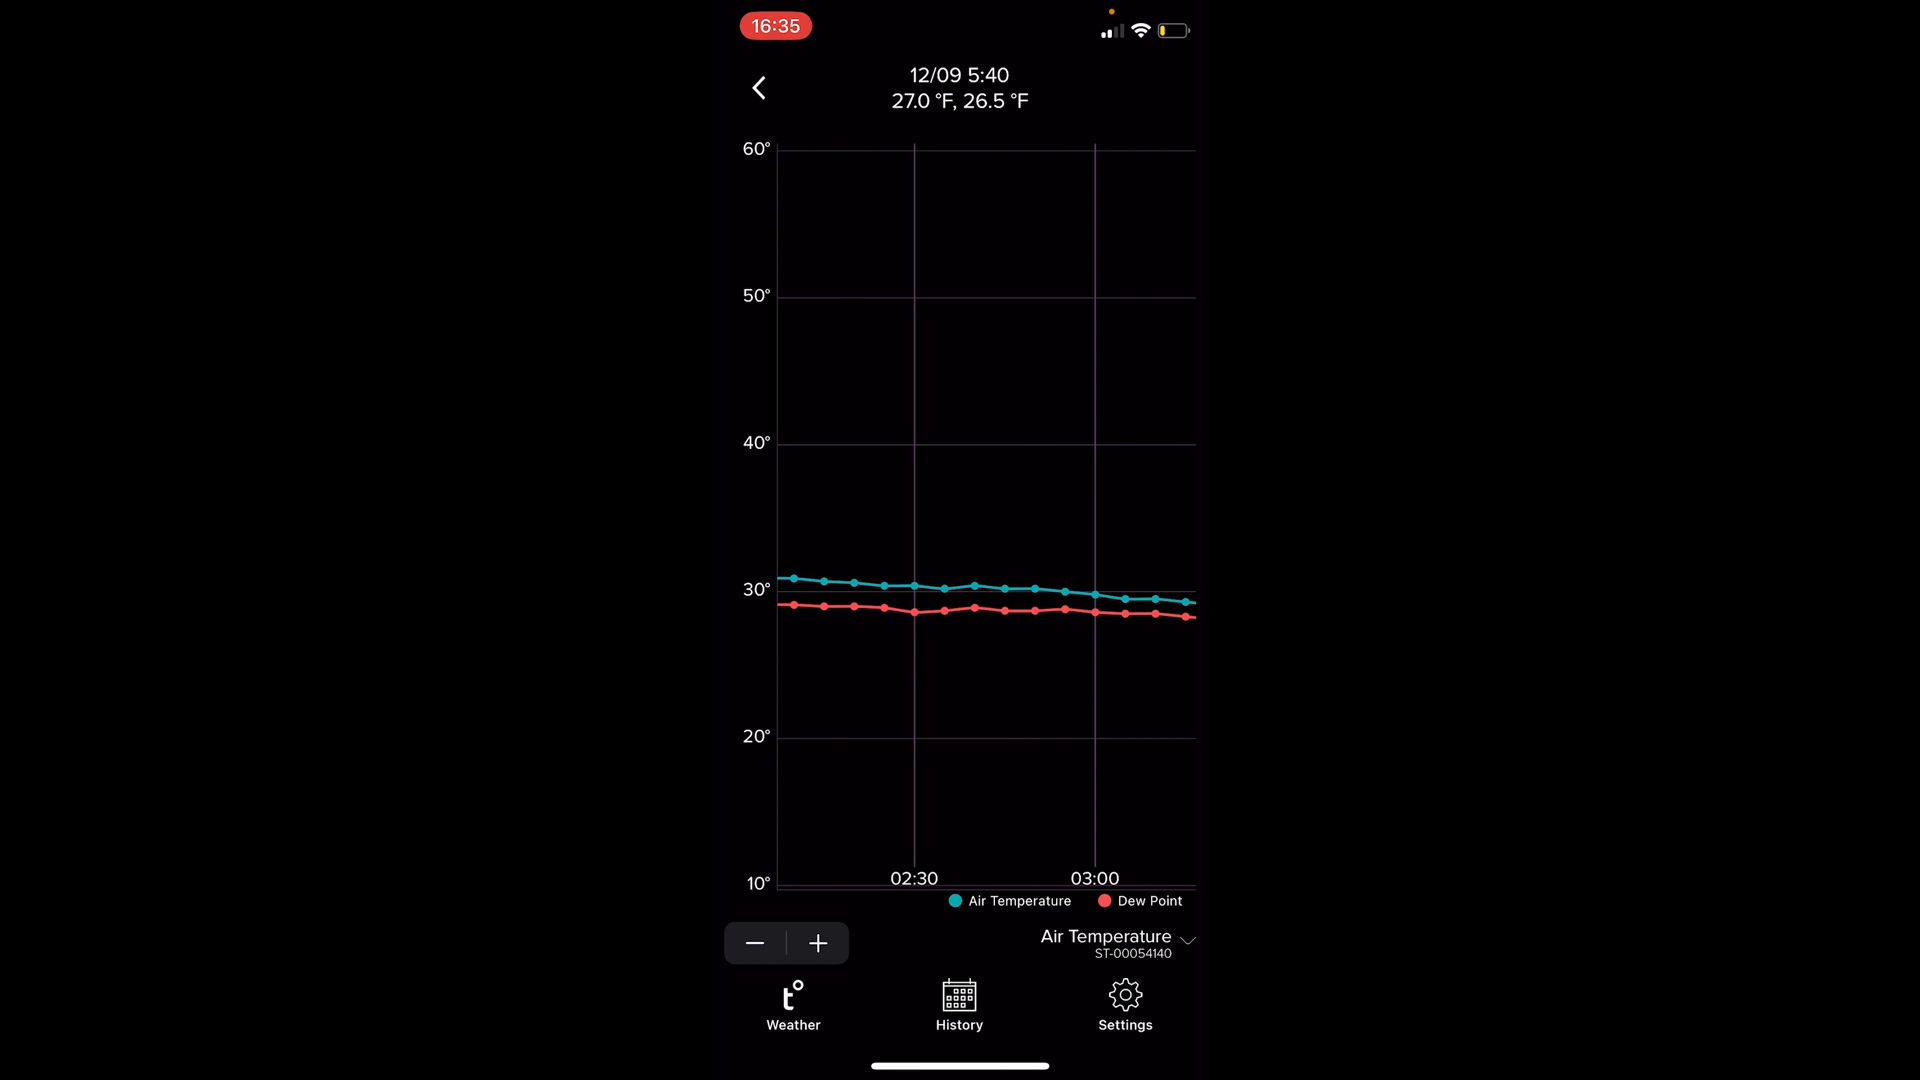 16:35
12/09 5:40
27.0 °F, 26.5 °F
60°
50°
40°
30°
20°
10°
02:30 03:00
Air Temperature Dew Point
Air Temperature
ST-00054140
Weather History Settings